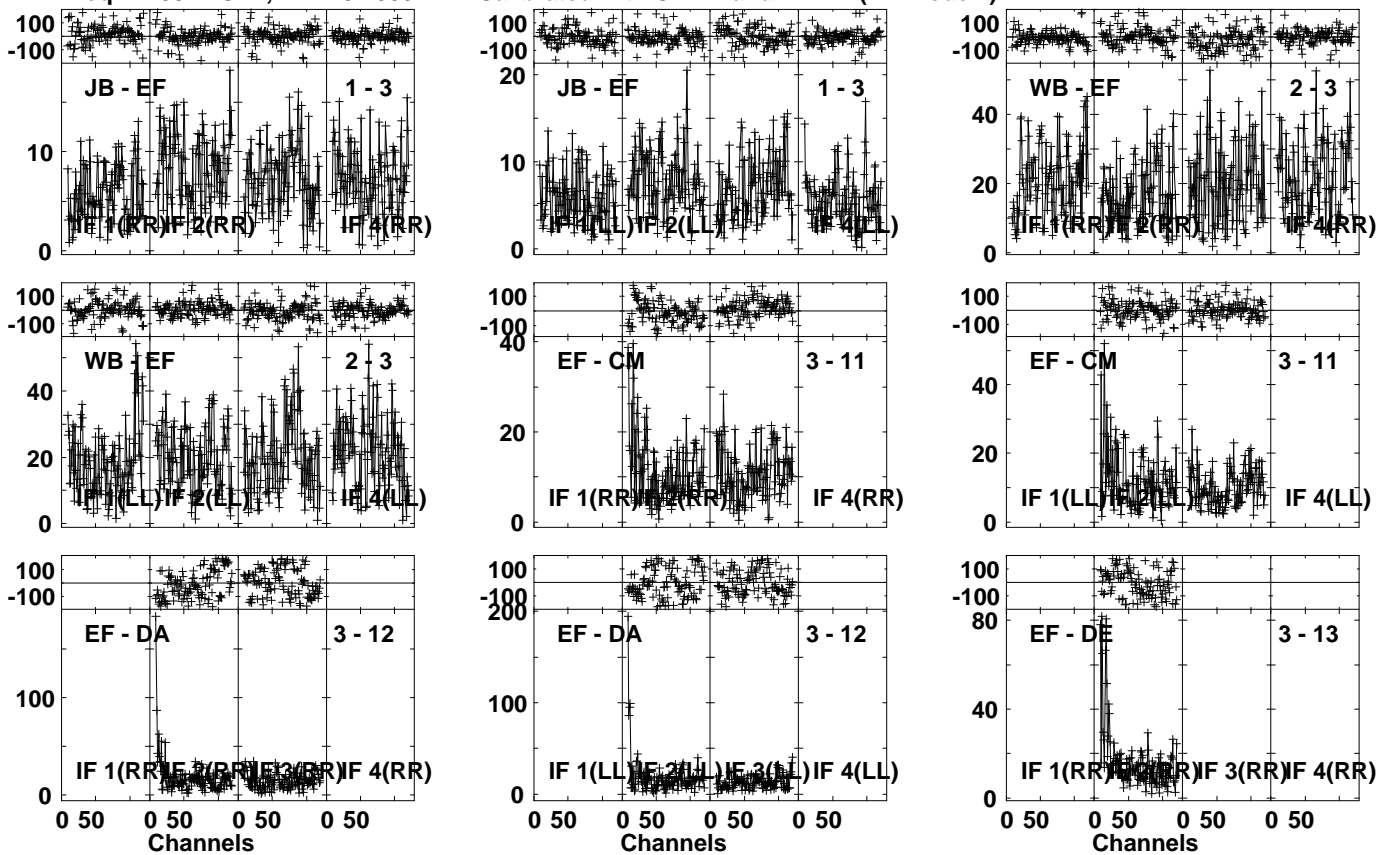 100
-100
JB - EF 1 - 3
10
0
IF 1(RR) IF 2(RR) IF 4(RR)
100
-100
20
JB - EF 1 - 3
10
0
IF 1(LL) IF 2(LL) IF 4(LL)
100
-100
WB - EF 2 - 3
40
20
0
IF 1(RR) IF 2(RR) IF 4(RR)
100
-100
WB - EF 2 - 3
40
20
0
IF 1(LL) IF 2(LL) IF 4(LL)
100
-100
40
EF - CM 3 - 11
20
0
IF 1(RR) IF 2(RR) IF 4(RR)
100
-100
EF - CM 3 - 11
40
20
0
IF 1(LL) IF 2(LL) IF 4(LL)
100
-100
EF - DA 3 - 12
100
0
IF 1(RR) IF 2(RR) IF 3(RR) IF 4(RR)
0 50 0 50 0 50 0 50
Channels
100
-100
200
EF - DA 3 - 12
100
0
IF 1(LL) IF 2(LL) IF 3(LL) IF 4(LL)
0 50 0 50 0 50 0 50
Channels
100
-100
80
EF - DE 3 - 13
40
0
IF 1(RR) IF 2(RR) IF 3(RR) IF 4(RR)
0 50 0 50 0 50 0 50
Channels